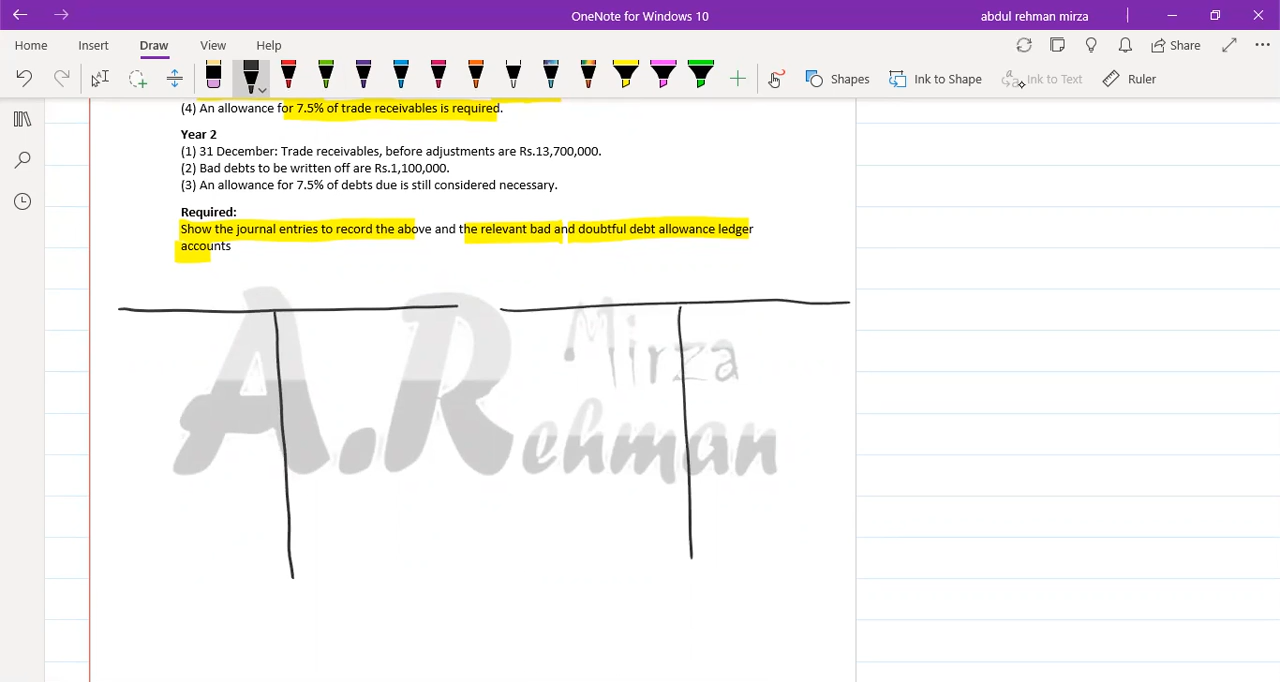 OneNote for Windows 10
abdul rehman mirza
Home
Insert
Draw
View
Help
Share
Shapes
Ink to Shape
Ink to Text
Ruler
(4) An allowance for 7.5% of trade receivables is required.
Year 2
(1) 31 December: Trade receivables, before adjustments are Rs.13,700,000.
(2) Bad debts to be written off are Rs.1,100,000.
(3) An allowance for 7.5% of debts due is still considered necessary.
Required:
Show the journal entries to record the above and the relevant bad and doubtful debt allowance ledger
accounts
A.Rehman
Mirza